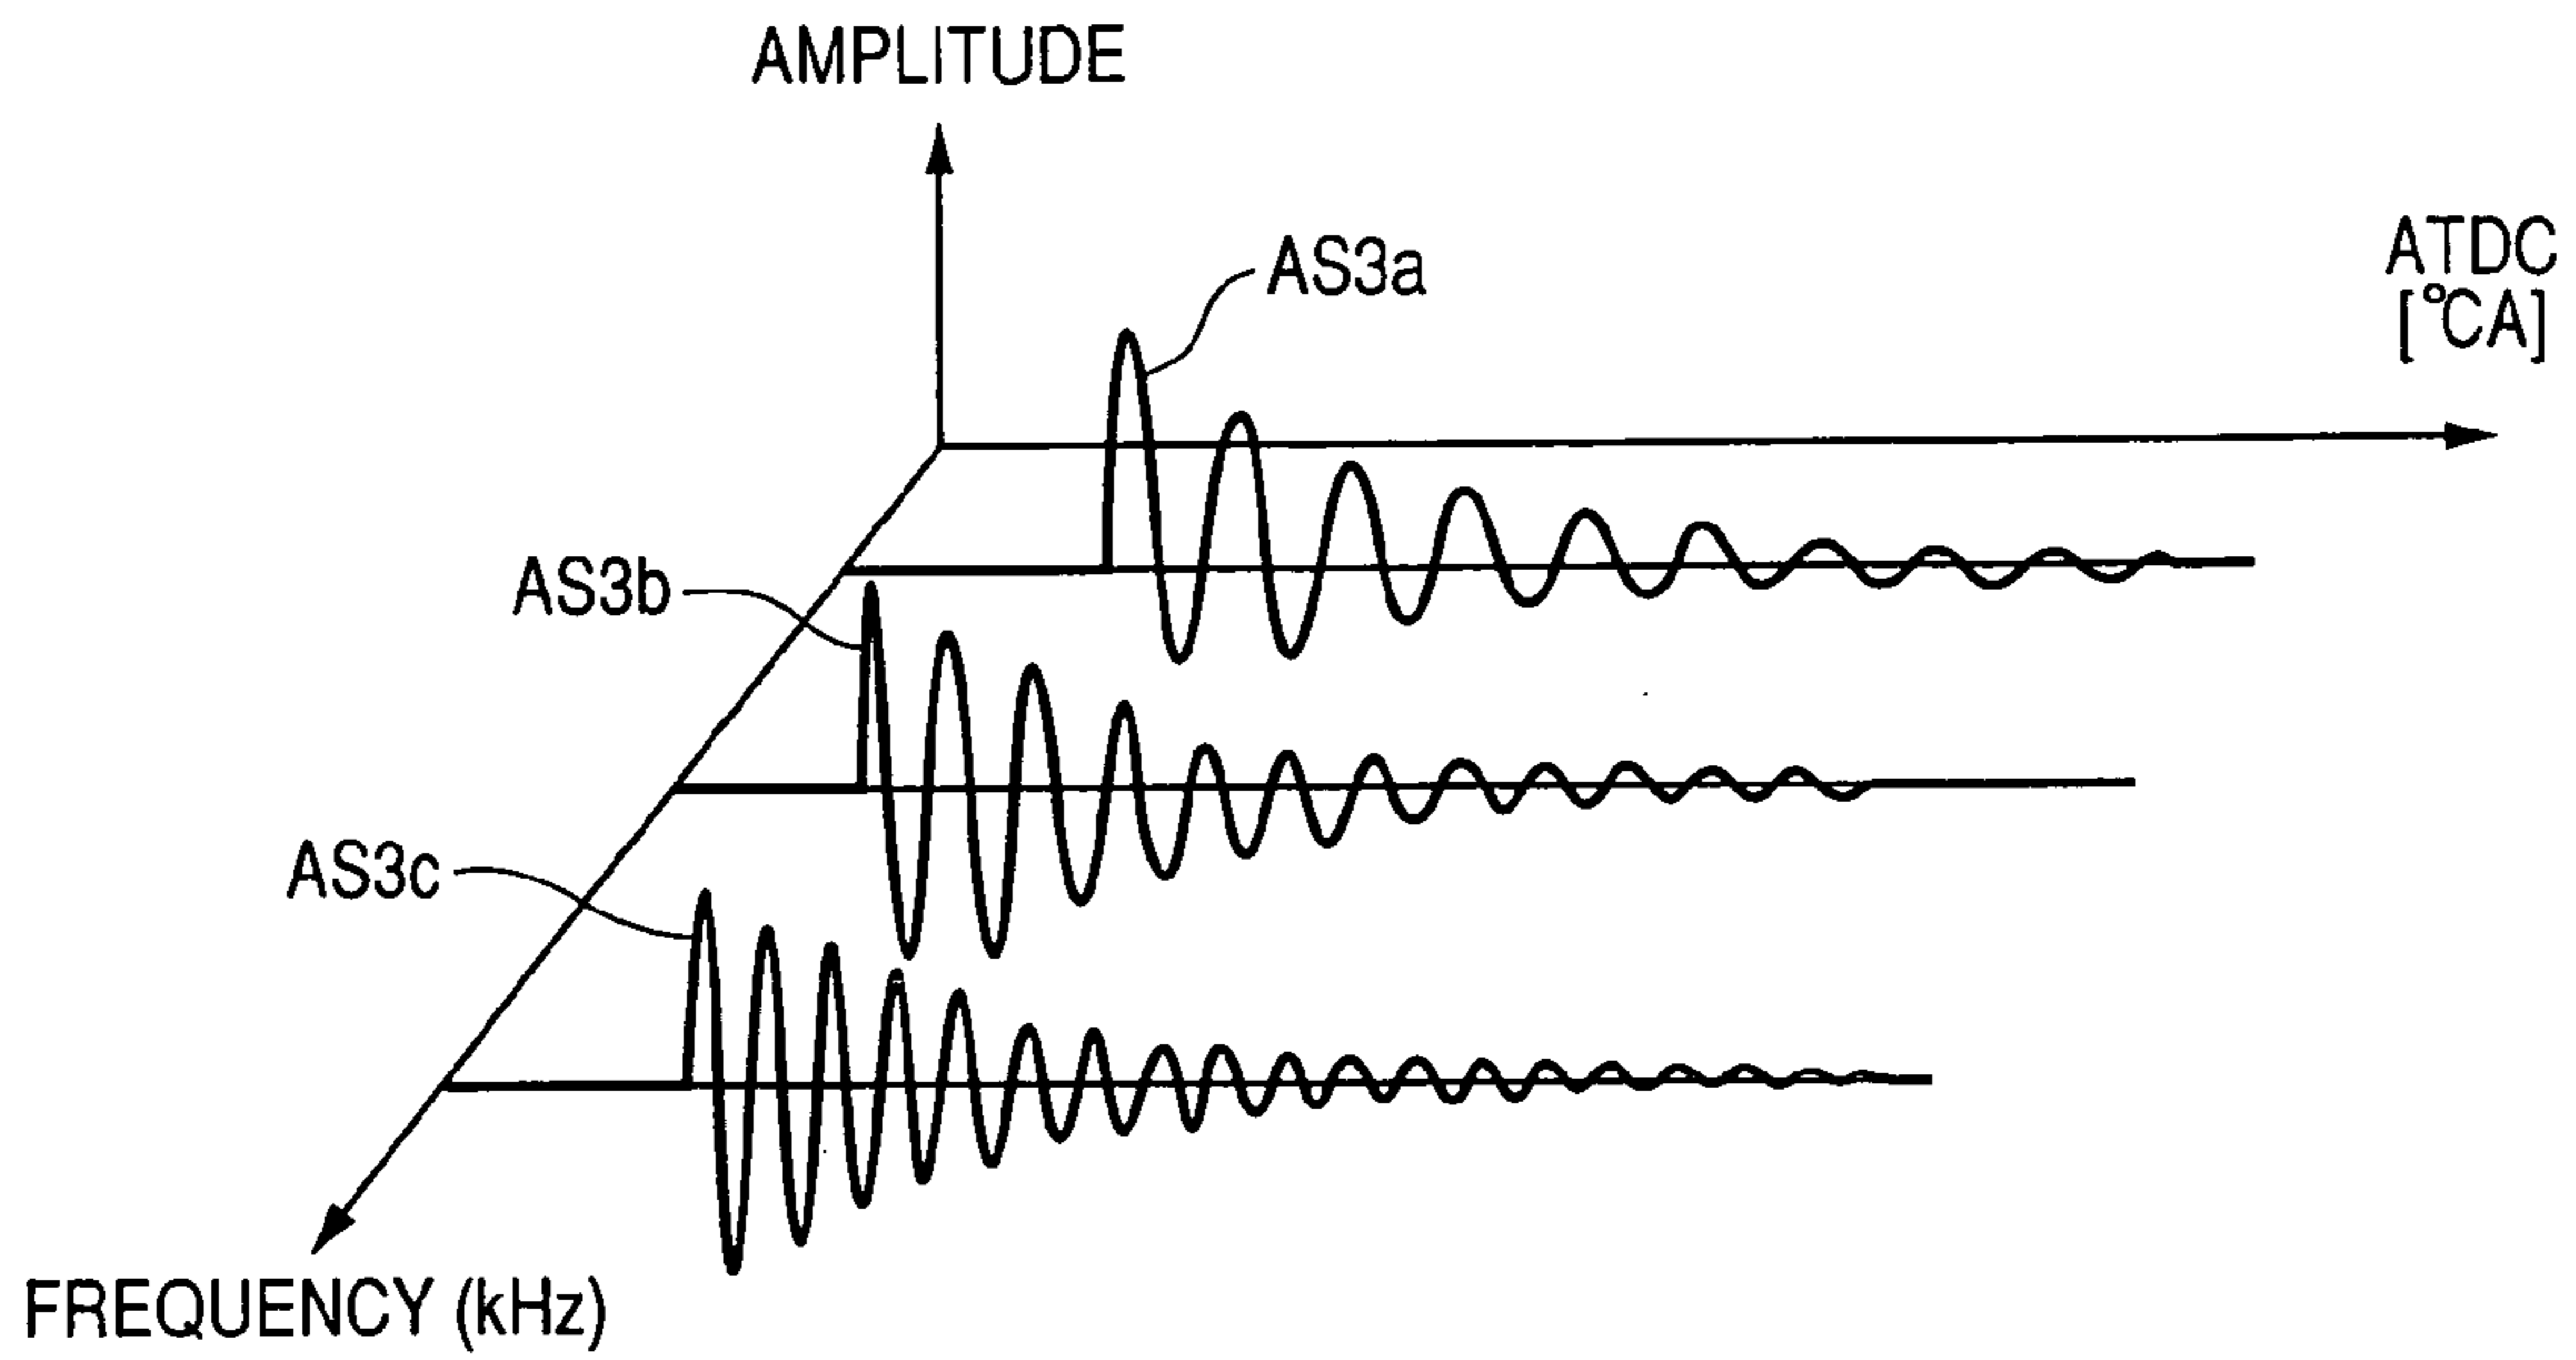 AMPLITUDE
ATDC
[°CA]
AS3a
AS3b
AS3c
FREQUENCY (kHz)